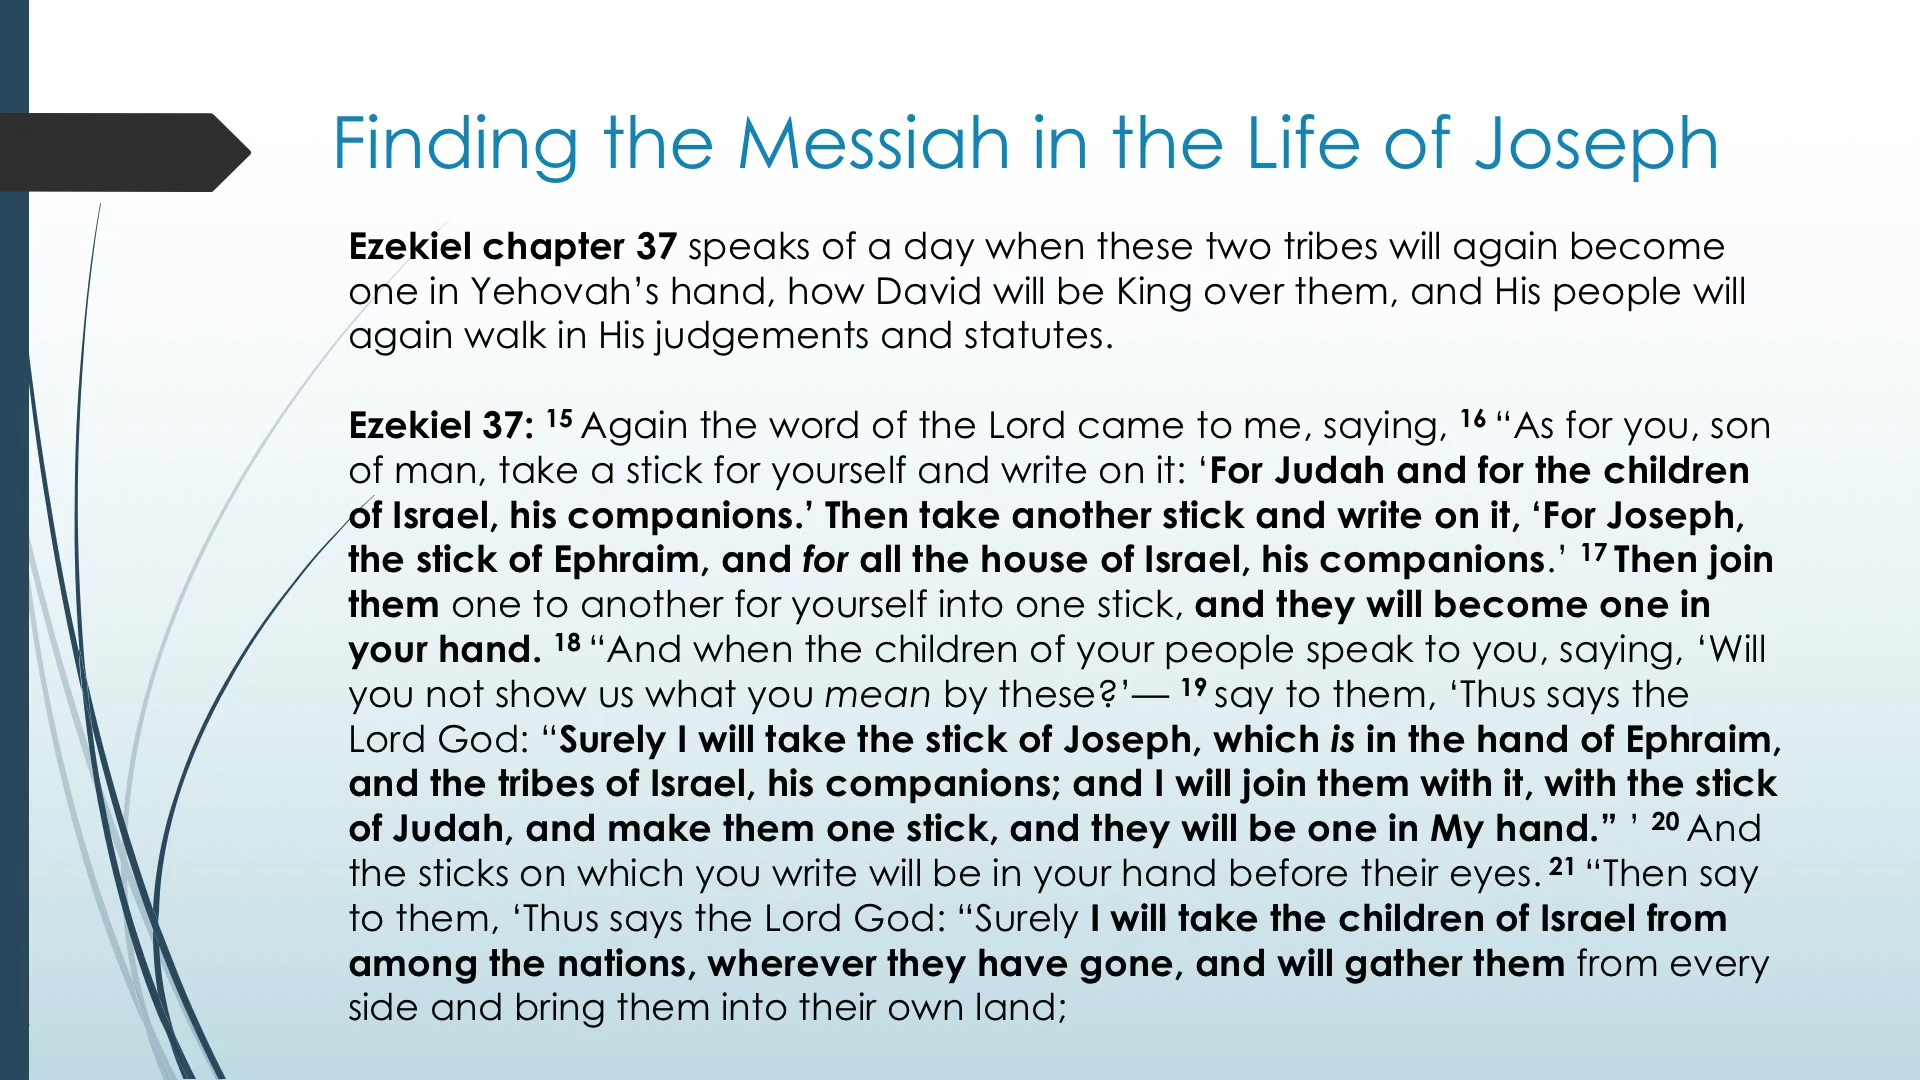 Finding the Messiah in the Life of Joseph
Ezekiel chapter 37 speaks of a day when these two tribes will again become
one in Yehovah’s hand, how David will be King over them, and His people will
again walk in His judgements and statutes.
Ezekiel 37: 15 Again the word of the Lord came to me, saying, 16 “As for you, son
of man, take a stick for yourself and write on it: ‘For Judah and for the children
of Israel, his companions.’ Then take another stick and write on it, ‘For Joseph,
the stick of Ephraim, and for all the house of Israel, his companions.’ 17 Then join
them one to another for yourself into one stick, and they will become one in
your hand. 18 “And when the children of your people speak to you, saying, ‘Will
you not show us what you mean by these?’— 19 say to them, ‘Thus says the
Lord God: “Surely I will take the stick of Joseph, which is in the hand of Ephraim,
and the tribes of Israel, his companions; and I will join them with it, with the stick
of Judah, and make them one stick, and they will be one in My hand.” ’ 20 And
the sticks on which you write will be in your hand before their eyes. 21 “Then say
to them, ‘Thus says the Lord God: “Surely I will take the children of Israel from
among the nations, wherever they have gone, and will gather them from every
side and bring them into their own land;